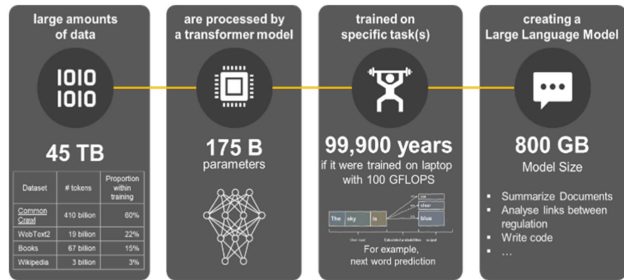 large amounts
of data
1010
1010
45 TB
Dataset # tokens Proportion within training
Common Crawl 410 billion 60%
WebText2 19 billion 22%
Books 67 billion 15%
Wikipedia 3 billion 3%
are processed by
a transformer model
175 B
parameters
trained on
specific task(s)
99,900 years
if it were trained on laptop
with 100 GFLOPS
The sky is
clear
blue
For example,
next word prediction
creating a
Large Language Model
800 GB
Model Size
Summarize Documents
Analyse links between
regulation
Write code
...